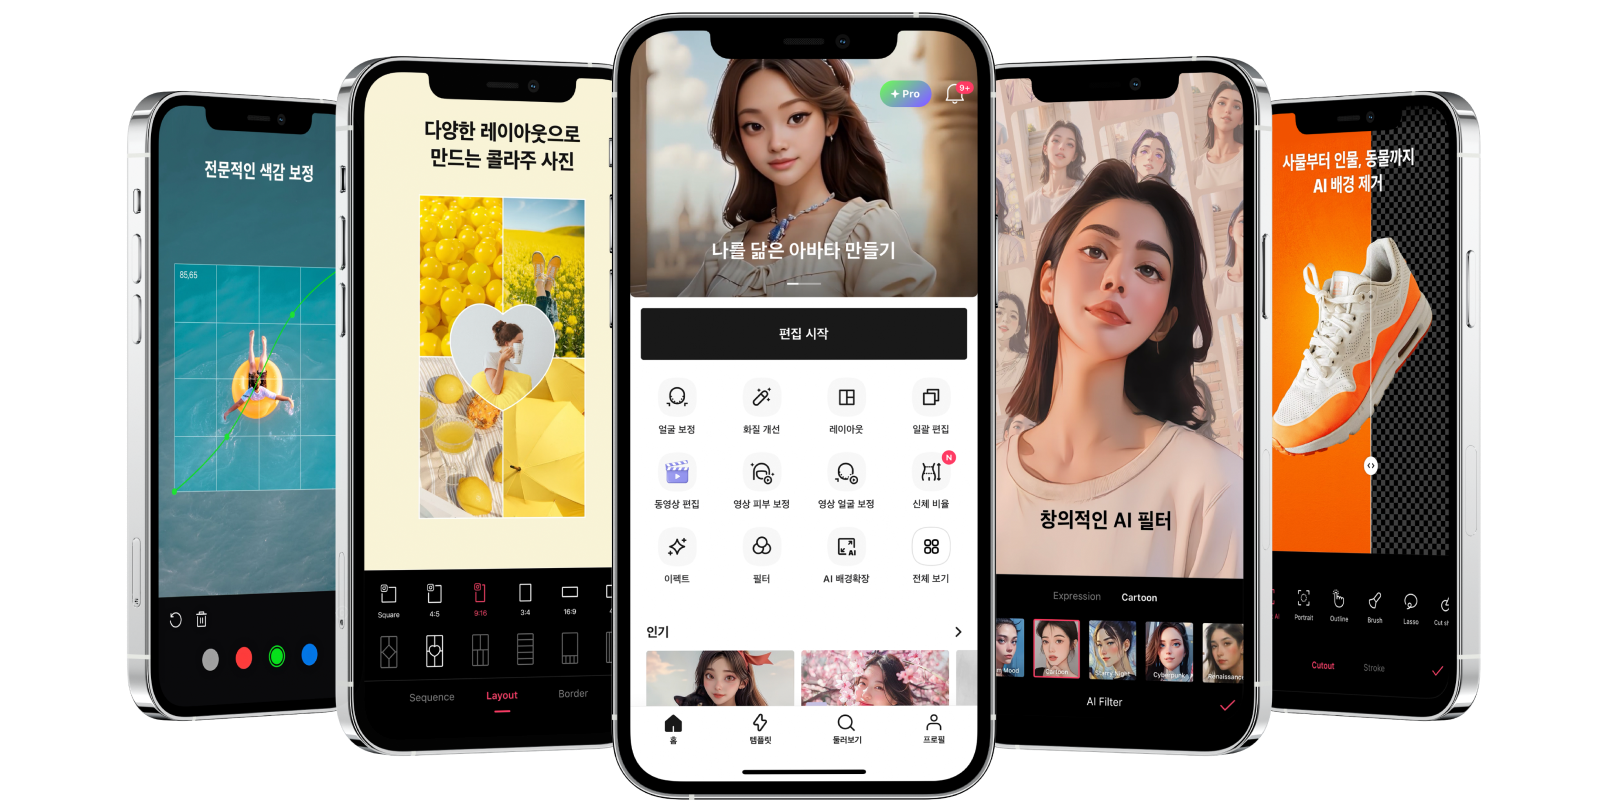 전문적인 색감 보정
85,65
다양한 레이아웃으로
만드는 콜라주 사진
Square
4:5
9:16
3:4
16:9
Sequence
Layout
Border
Pro
9+
나를 닮은 아바타 만들기
편집 시작
얼굴 보정
화질 개선
레이아웃
일괄 편집
동영상 편집
영상 피부 보정
영상 얼굴 보정
N
신체 비율
이펙트
필터
AI
AI 배경확장
전체 보기
인기
홈
템플릿
둘러보기
프로필
창의적인 AI 필터
Expression
Cartoon
Mood
Cartoon
Starry Night
Cyberpunk
Renaissance
AI Filter
사물부터 인물, 동물까지
AI 배경 제거
AI
Portrait
Outline
Brush
Lasso
Cut
Cutout
Stroke